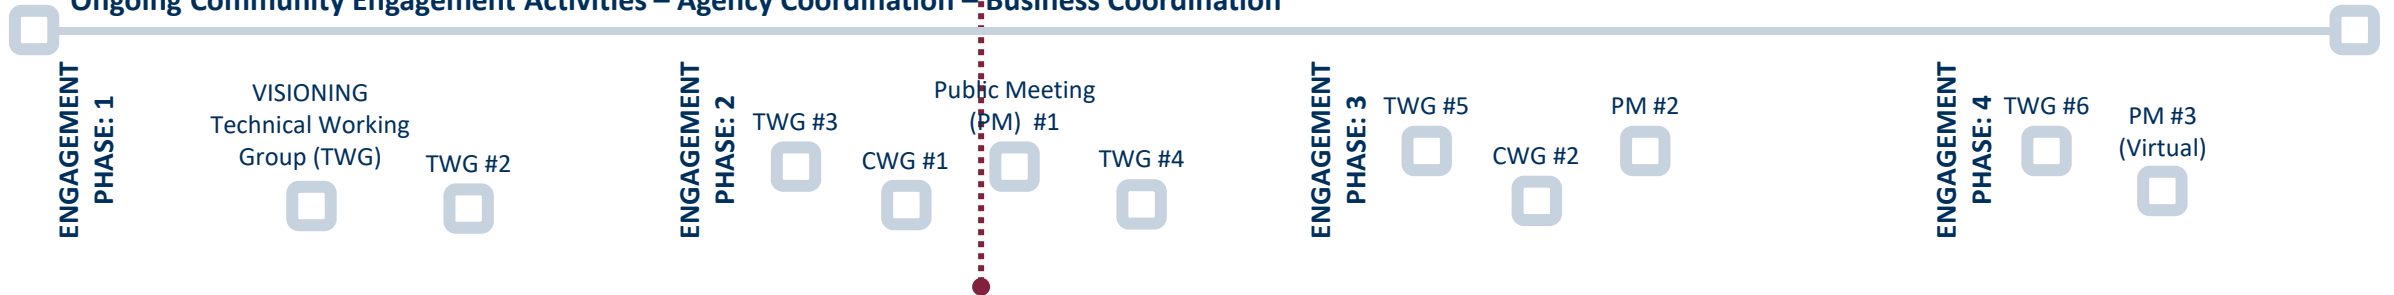 Ongoing Community Engagement Activities – Agency Coordination – Business Coordination
ENGAGEMENT
PHASE: 1
VISIONING
Technical Working
Group (TWG)
TWG #2
ENGAGEMENT
PHASE: 2
TWG #3
CWG #1
Public Meeting
(PM) #1
TWG #4
ENGAGEMENT
PHASE: 3
TWG #5
CWG #2
PM #2
ENGAGEMENT
PHASE: 4
TWG #6
PM #3
(Virtual)